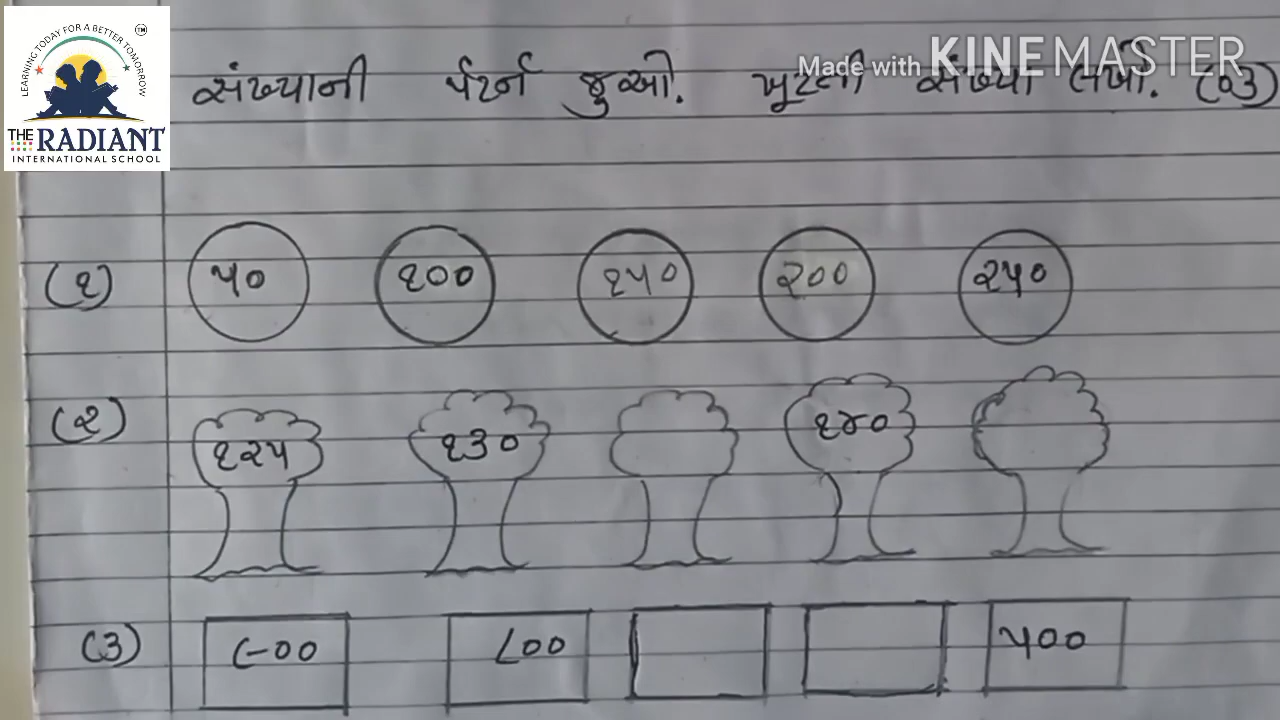 LEARNING TODAY FOR A BETTER TOMORROW
TM
THE RADIANT
INTERNATIONAL SCHOOL
Made with KINEMASTER
સંખ્યાની પેટર્ન જુઓ. ખૂટતી સંખ્યા લખો. (૦૩)
(૧) ૫૦ ૧૦૦ ૧૫૦ ૨૦૦ ૨૫૦
(૨) ૧૨૫ ૧૩૦ ૧૪૦
(૩) ૯૦૦ ૮૦૦ ૫૦૦